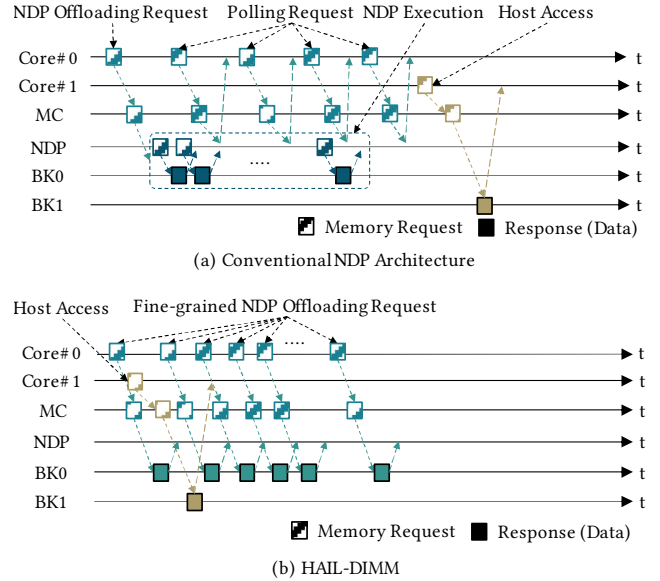 NDP Offloading Request Polling Request NDP Execution
Host Access
Core# 0 t
Core# 1 t
MC t
NDP t
....
BK0 t
BK1 t
Memory Request Response (Data)
(a) Conventional NDP Architecture
Host Access Fine-grained NDP Offloading Request
....
Core#0 t
Core# 1 t
MC t
NDP t
BK0 t
BK1 t
Memory Request Response (Data)
(b) HAIL-DIMM